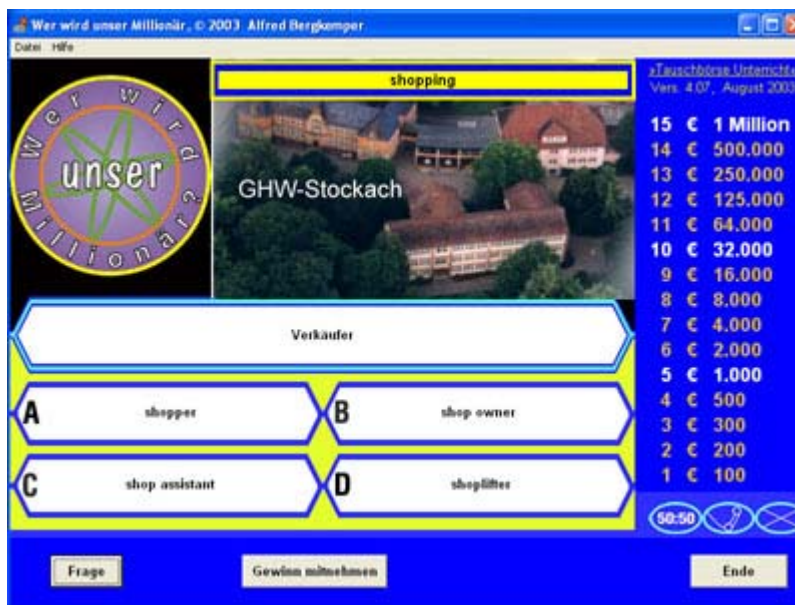 Wer wird unser Millionär, © 2003 Alfred Bergkemper
Datei Hilfe
Wer wird
unser
Millionär?
shopping
GHW-Stockach
»Tauschbörse Unterricht«
Vers. 4.07, August 2003
15 € 1 Million
14 € 500.000
13 € 250.000
12 € 125.000
11 € 64.000
10 € 32.000
9 € 16.000
8 € 8.000
7 € 4.000
6 € 2.000
5 € 1.000
4 € 500
3 € 300
2 € 200
1 € 100
Verkäufer
A shopper
B shop owner
C shop assistant
D shoplifter
50:50
Frage
Gewinn mitnehmen
Ende